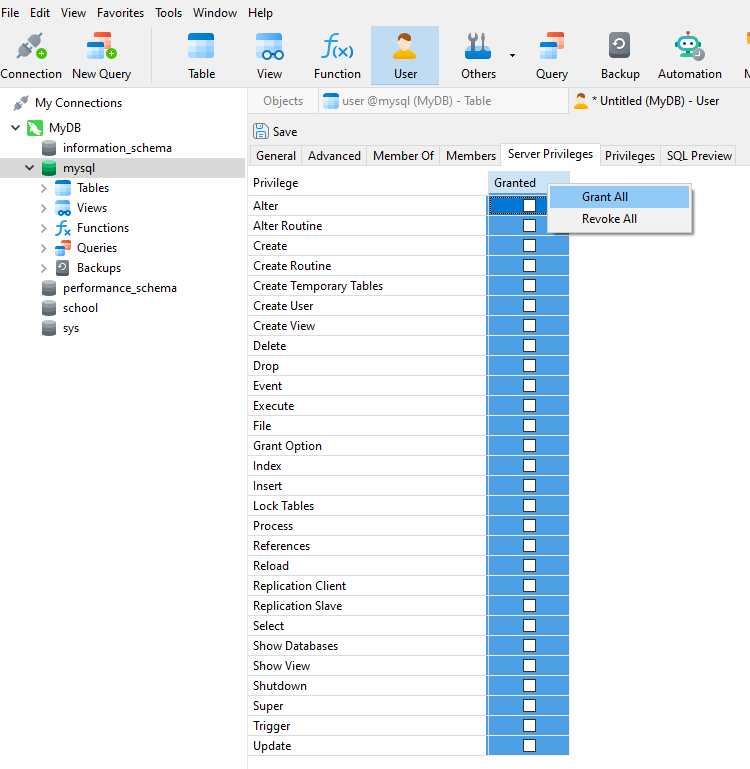 File Edit View Favorites Tools Window Help
Connection New Query Table View Function User Others Query Backup Automation
My Connections
MyDB
information_schema
mysql
Tables
Views
Functions
Queries
Backups
performance_schema
school
sys
Objects user @mysql (MyDB) - Table * Untitled (MyDB) - User
Save
General Advanced Member Of Members Server Privileges Privileges SQL Preview
Privilege Granted
Grant All
Revoke All
Alter
Alter Routine
Create
Create Routine
Create Temporary Tables
Create User
Create View
Delete
Drop
Event
Execute
File
Grant Option
Index
Insert
Lock Tables
Process
References
Reload
Replication Client
Replication Slave
Select
Show Databases
Show View
Shutdown
Super
Trigger
Update